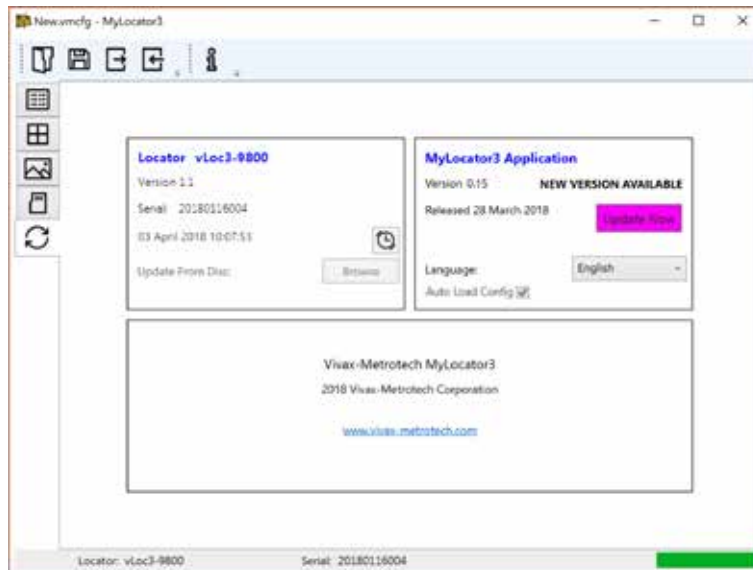 New.vmcfg - MyLocator3
Locator vLoc3-9800
Version 1.1
Serial: 20180116004
03 April 2018 10:07:53
Update From Disc:
Browse
MyLocator3 Application
Version 0.15 NEW VERSION AVAILABLE
Released 28 March 2018
Update Now
Language: English
Auto Load Config
Vivax-Metrotech MyLocator3
2018 Vivax-Metrotech Corporation
www.vivax-metrotech.com
Locator: vLoc3-9800 Serial: 20180116004